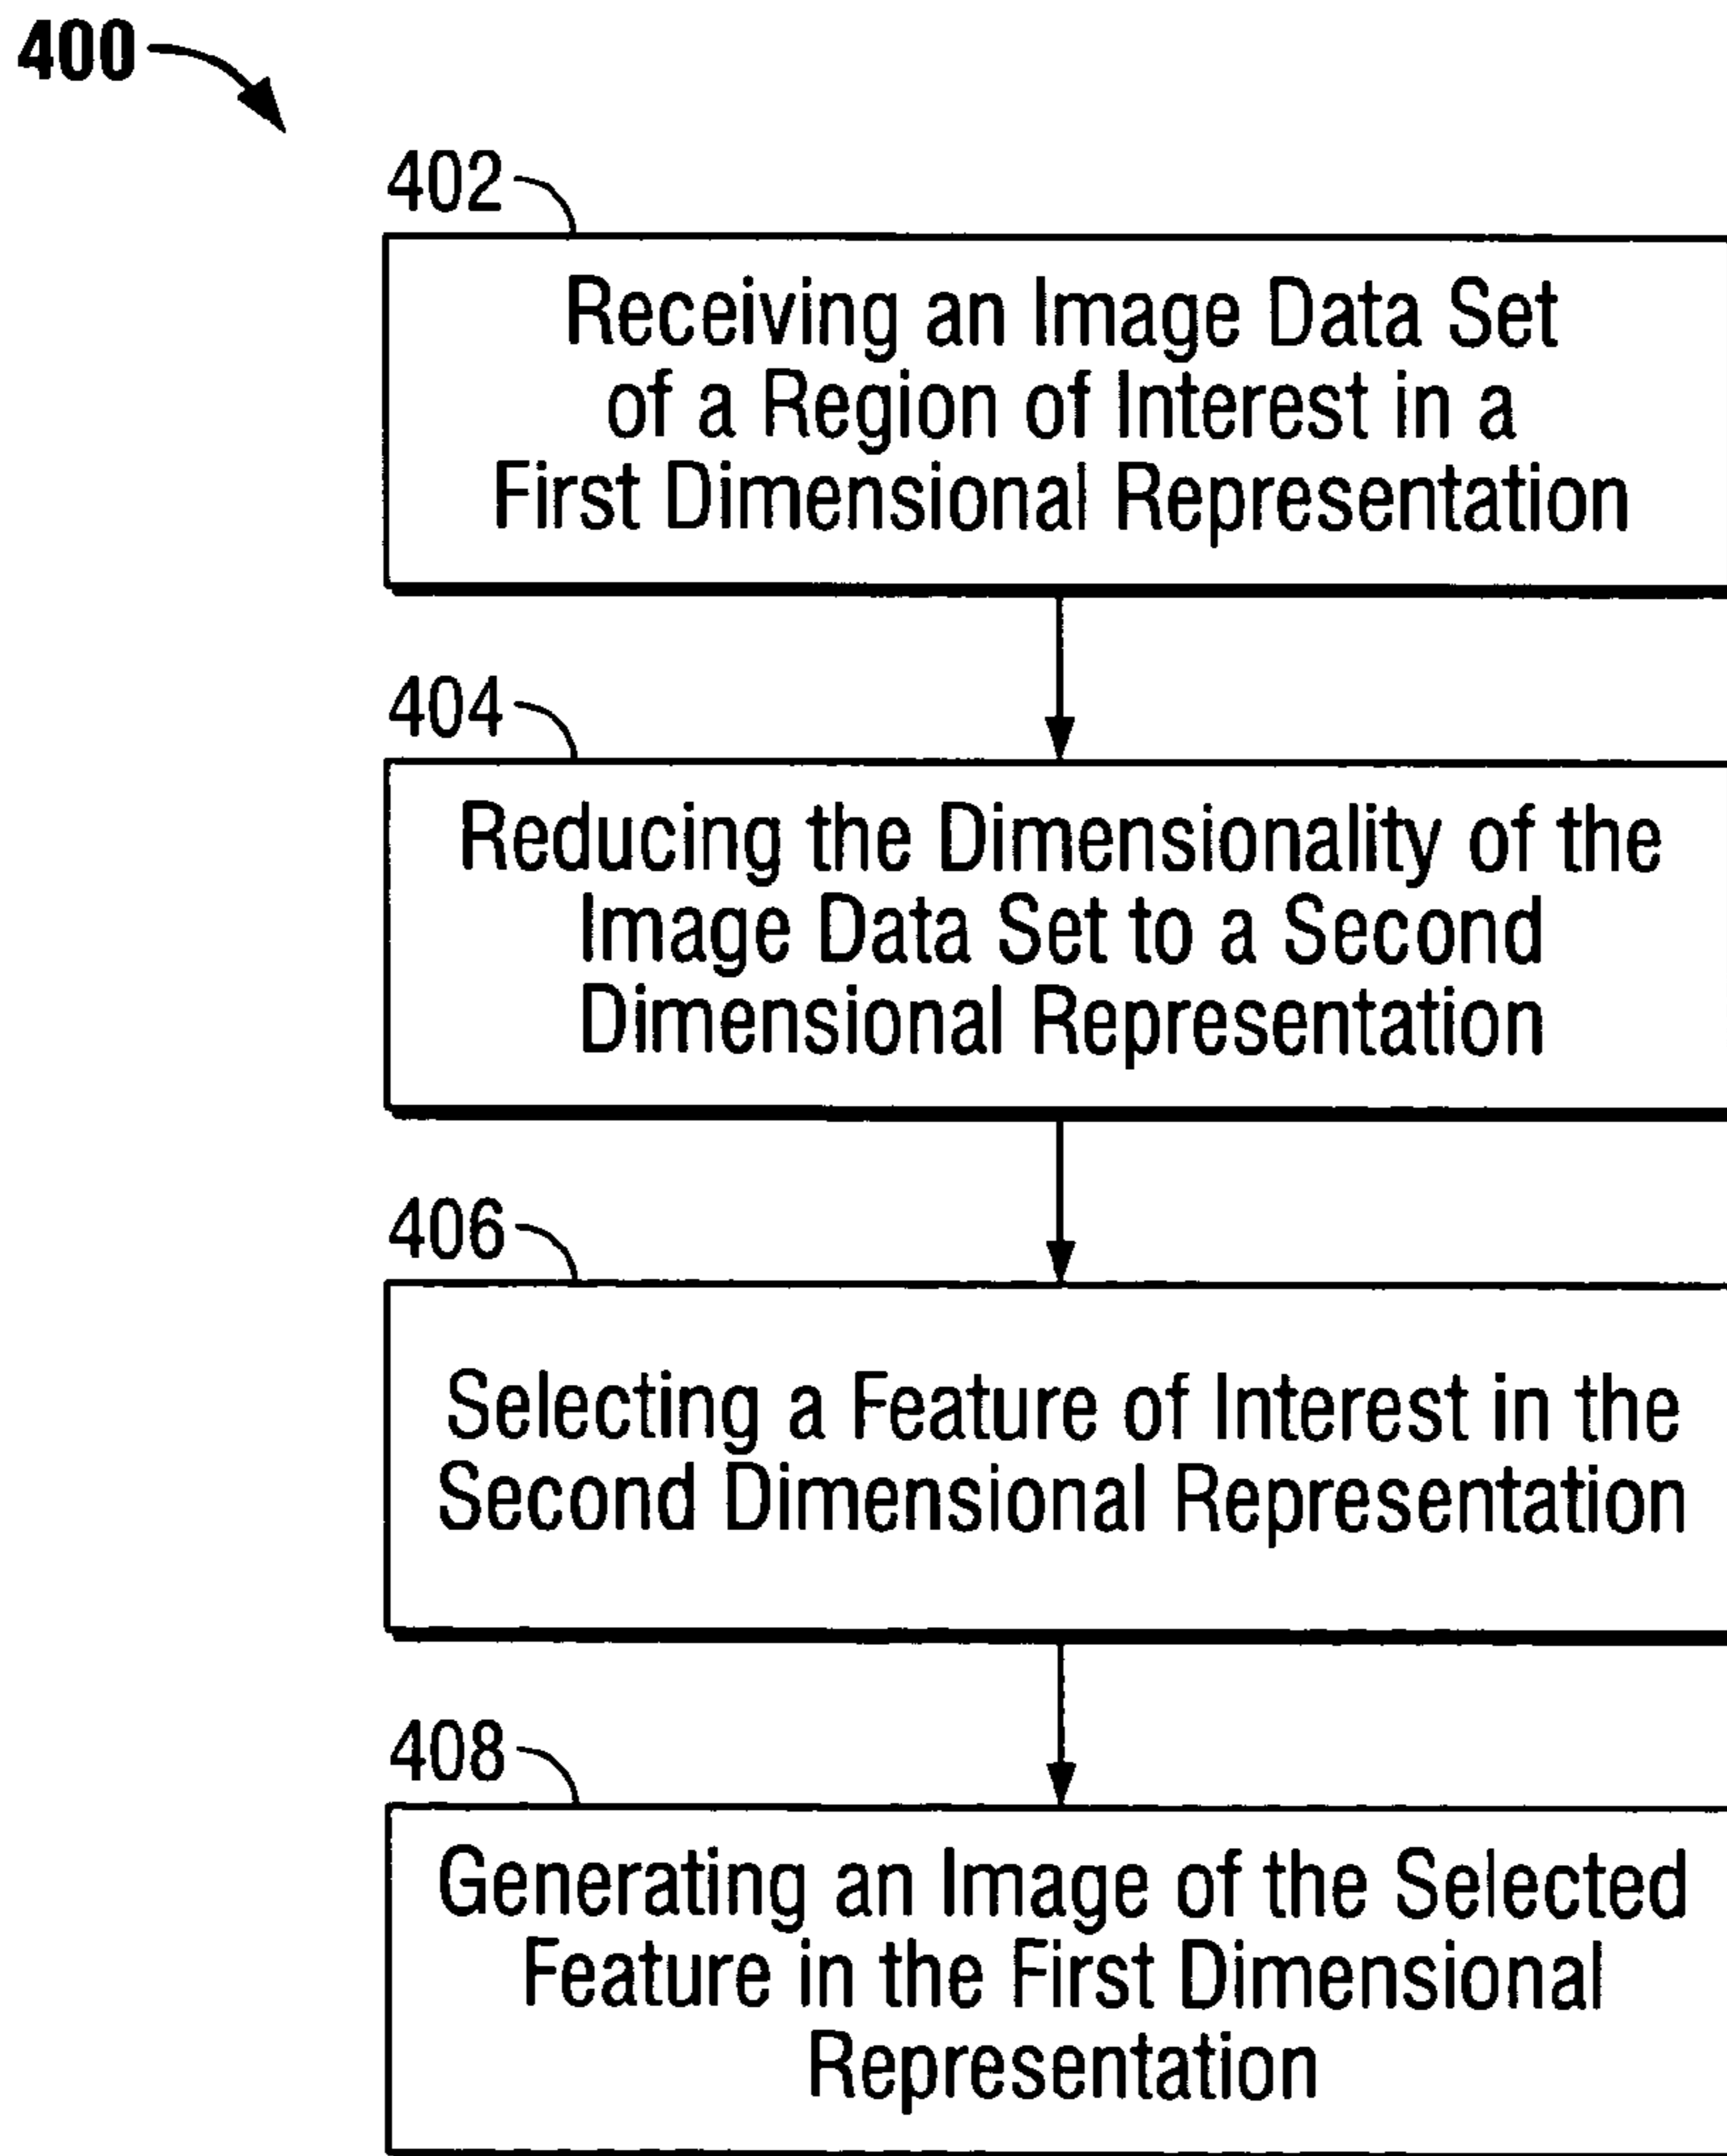 400
402
Receiving an Image Data Set
of a Region of Interest in a
First Dimensional Representation
404
Reducing the Dimensionality of the
Image Data Set to a Second
Dimensional Representation
406
Selecting a Feature of Interest in the
Second Dimensional Representation
408
Generating an Image of the Selected
Feature in the First Dimensional
Representation